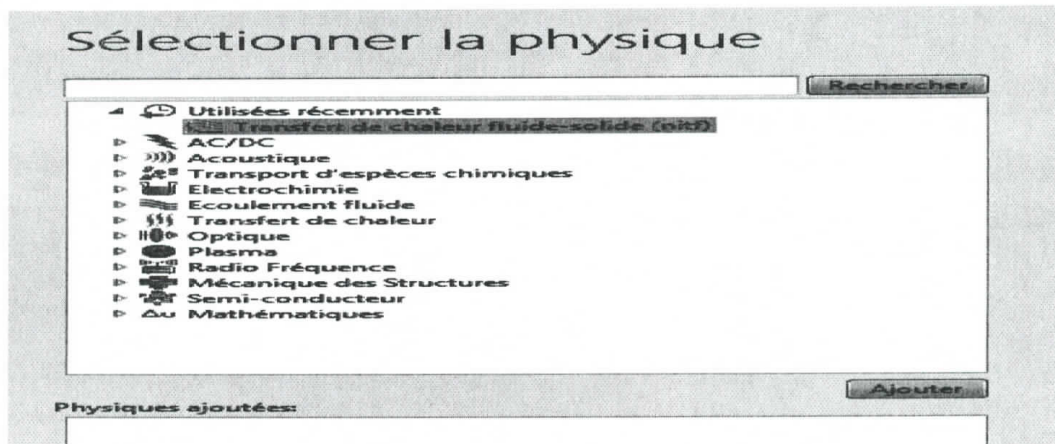 Sélectionner la physique
Rechercher
Utilisées récemment
Transfert de chaleur fluide-solide (nitf)
AC/DC
Acoustique
Transport d'espèces chimiques
Electrochimie
Ecoulement fluide
Transfert de chaleur
Optique
Plasma
Radio Fréquence
Mécanique des Structures
Semi-conducteur
Δu Mathématiques
Ajouter
Physiques ajoutées: